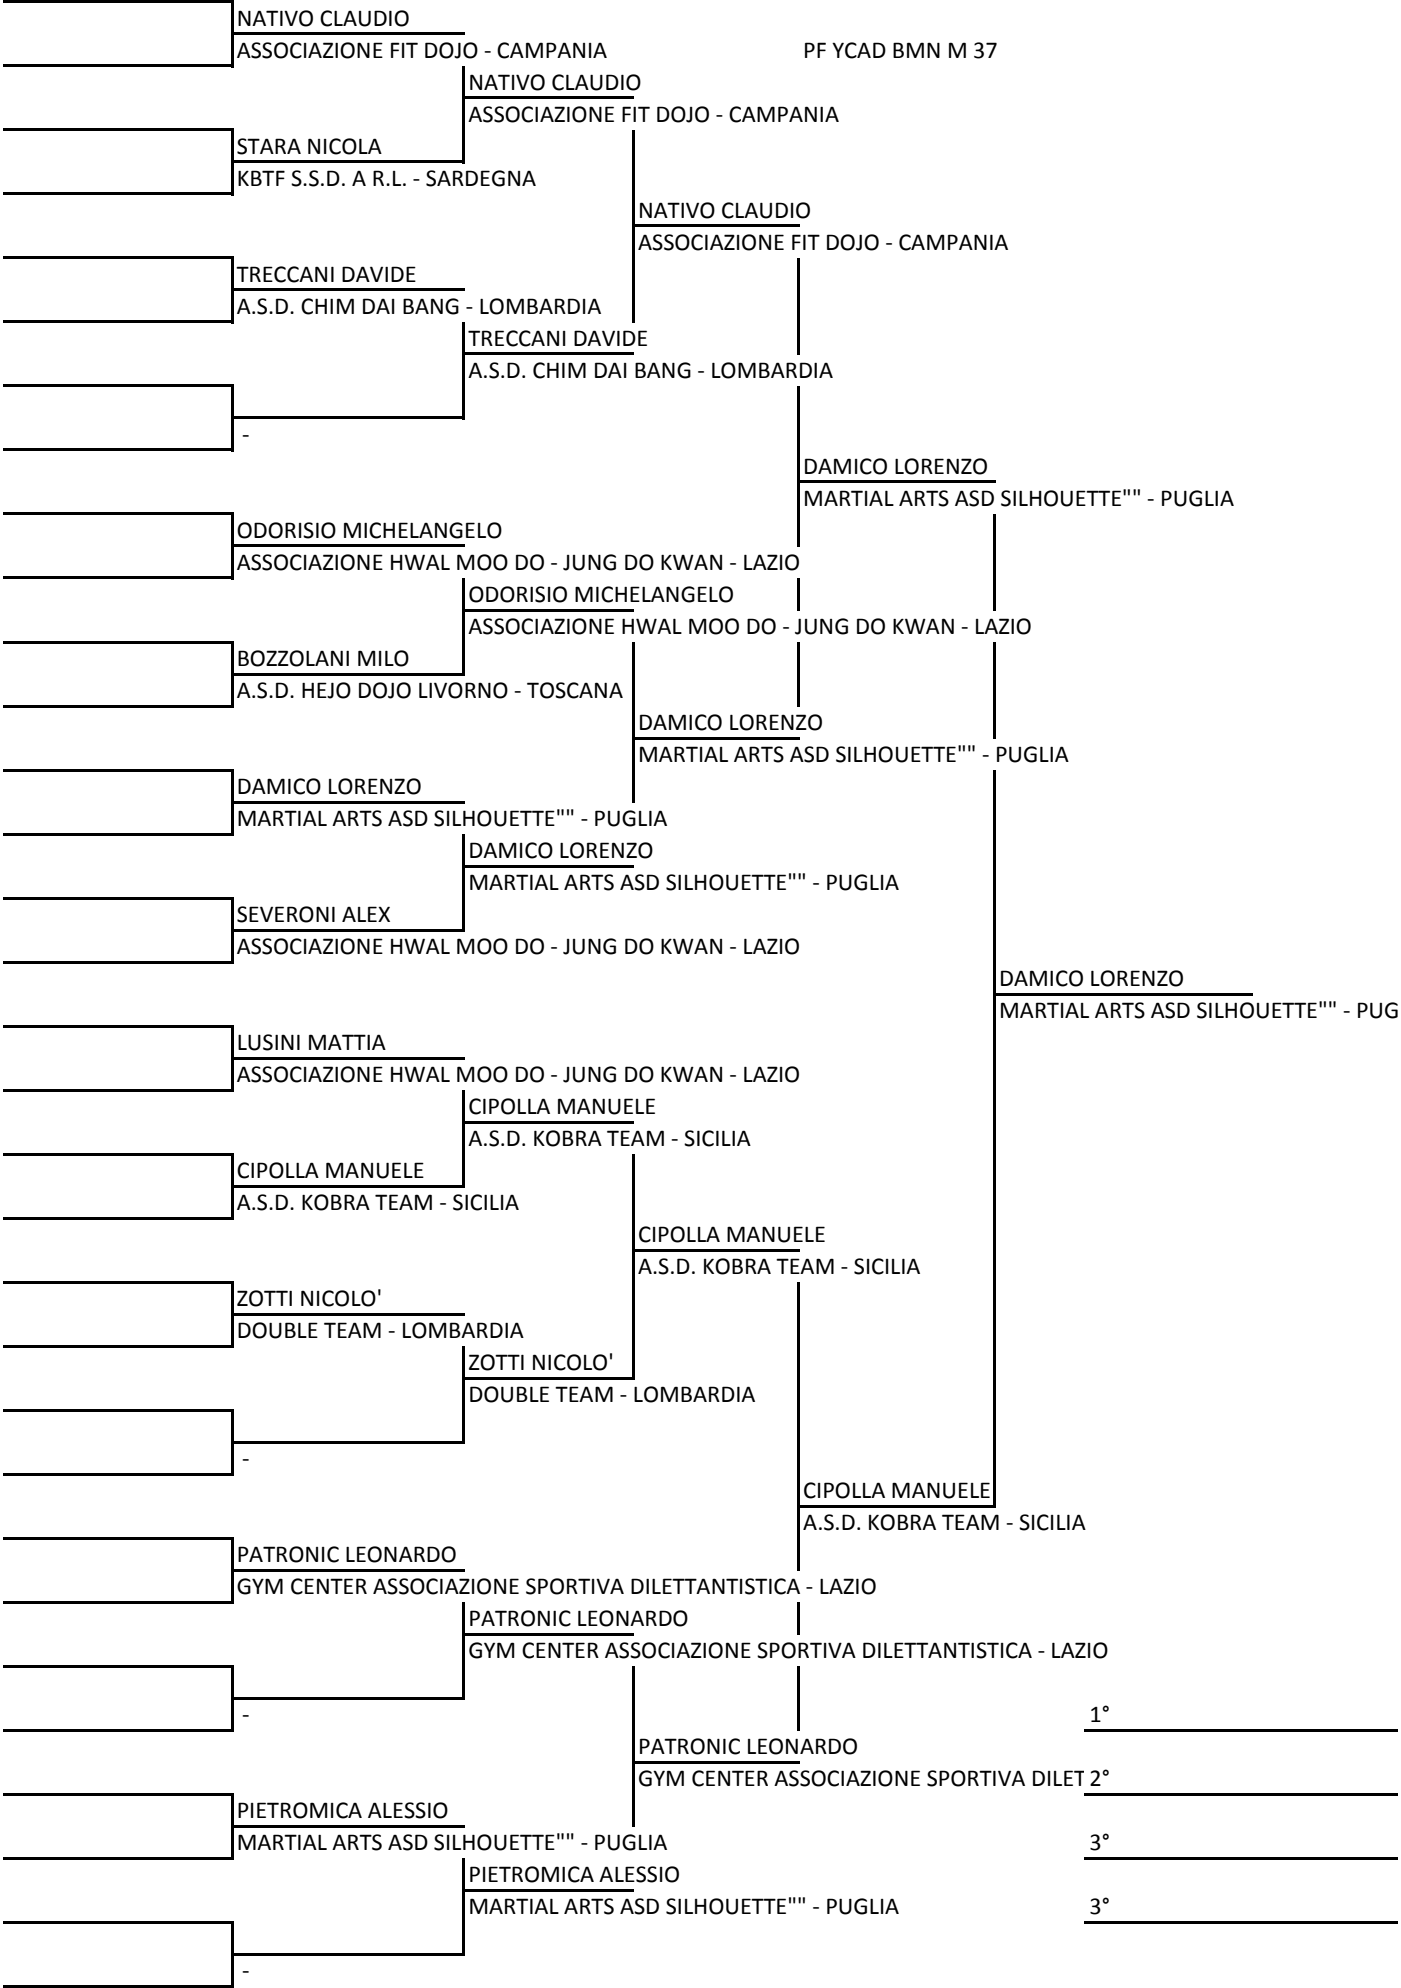 NATIVO CLAUDIO
ASSOCIAZIONE FIT DOJO - CAMPANIA
PF YCAD BMN M 37
NATIVO CLAUDIO
ASSOCIAZIONE FIT DOJO - CAMPANIA
STARA NICOLA
KBTF S.S.D. A R.L. - SARDEGNA
NATIVO CLAUDIO
ASSOCIAZIONE FIT DOJO - CAMPANIA
TRECCANI DAVIDE
A.S.D. CHIM DAI BANG - LOMBARDIA
TRECCANI DAVIDE
A.S.D. CHIM DAI BANG - LOMBARDIA
-
DAMICO LORENZO
MARTIAL ARTS ASD SILHOUETTE"" - PUGLIA
ODORISIO MICHELANGELO
ASSOCIAZIONE HWAL MOO DO - JUNG DO KWAN - LAZIO
ODORISIO MICHELANGELO
ASSOCIAZIONE HWAL MOO DO - JUNG DO KWAN - LAZIO
BOZZOLANI MILO
A.S.D. HEJO DOJO LIVORNO - TOSCANA
DAMICO LORENZO
MARTIAL ARTS ASD SILHOUETTE"" - PUGLIA
DAMICO LORENZO
MARTIAL ARTS ASD SILHOUETTE"" - PUGLIA
DAMICO LORENZO
MARTIAL ARTS ASD SILHOUETTE"" - PUGLIA
SEVERONI ALEX
ASSOCIAZIONE HWAL MOO DO - JUNG DO KWAN - LAZIO
DAMICO LORENZO
MARTIAL ARTS ASD SILHOUETTE"" - PUG
LUSINI MATTIA
ASSOCIAZIONE HWAL MOO DO - JUNG DO KWAN - LAZIO
CIPOLLA MANUELE
A.S.D. KOBRA TEAM - SICILIA
CIPOLLA MANUELE
A.S.D. KOBRA TEAM - SICILIA
CIPOLLA MANUELE
A.S.D. KOBRA TEAM - SICILIA
ZOTTI NICOLO'
DOUBLE TEAM - LOMBARDIA
ZOTTI NICOLO'
DOUBLE TEAM - LOMBARDIA
-
CIPOLLA MANUELE
A.S.D. KOBRA TEAM - SICILIA
PATRONIC LEONARDO
GYM CENTER ASSOCIAZIONE SPORTIVA DILETTANTISTICA - LAZIO
PATRONIC LEONARDO
GYM CENTER ASSOCIAZIONE SPORTIVA DILETTANTISTICA - LAZIO
-
1°
PATRONIC LEONARDO
GYM CENTER ASSOCIAZIONE SPORTIVA DILET
2°
PIETROMICA ALESSIO
MARTIAL ARTS ASD SILHOUETTE"" - PUGLIA
3°
PIETROMICA ALESSIO
MARTIAL ARTS ASD SILHOUETTE"" - PUGLIA
3°
-